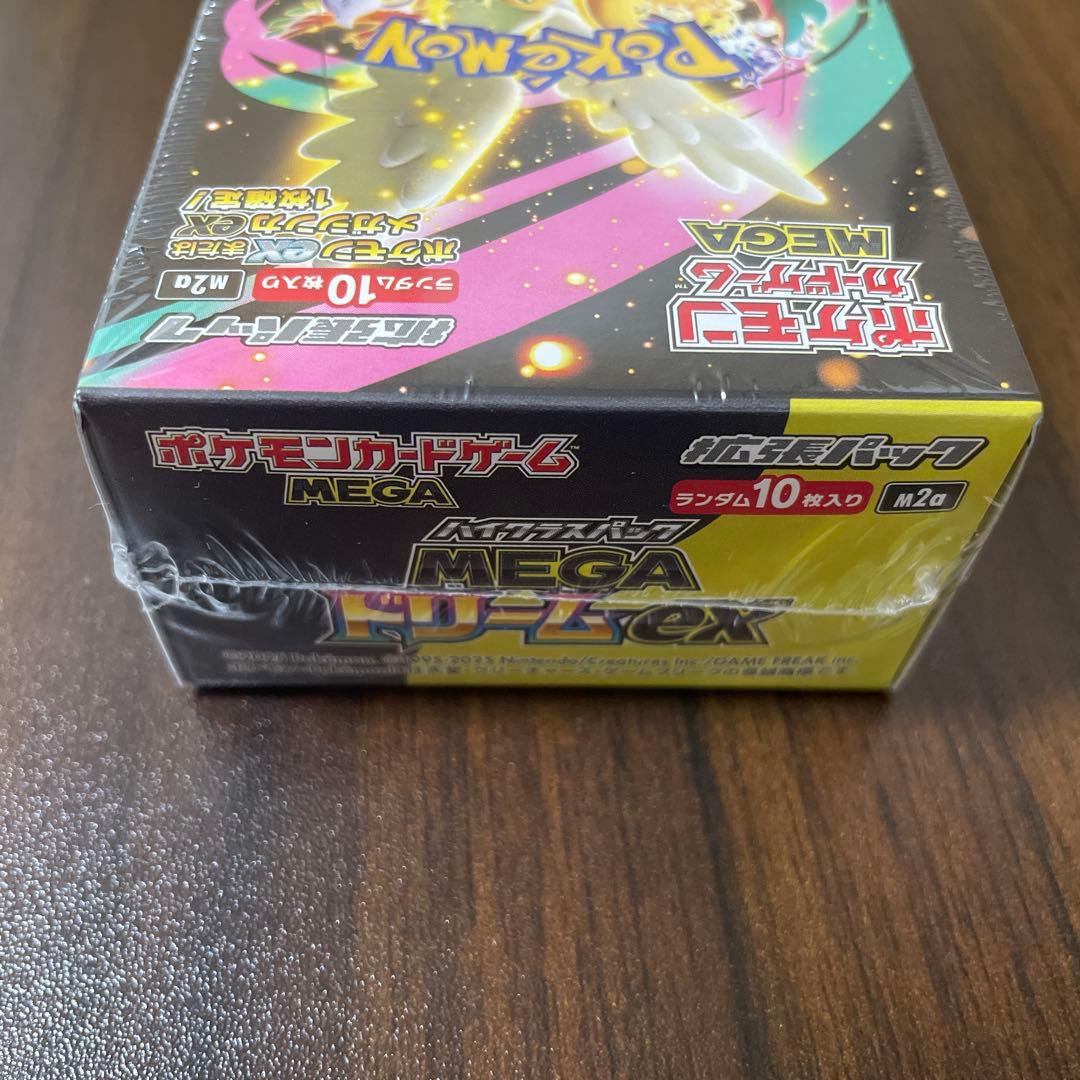 POKÉMON
ポケモン
カードゲーム
MEGA
拡張パック
ランダム10枚入り M2a
ポケモンexまたは
メガシンカex
1枚確定!
ポケモンカードゲーム
MEGA
拡張パック
ランダム10枚入り M2a
ハイクラスパック
MEGA
ドリームex
1995-2025 Nintendo/Creatures Inc./GAME FREAK inc.